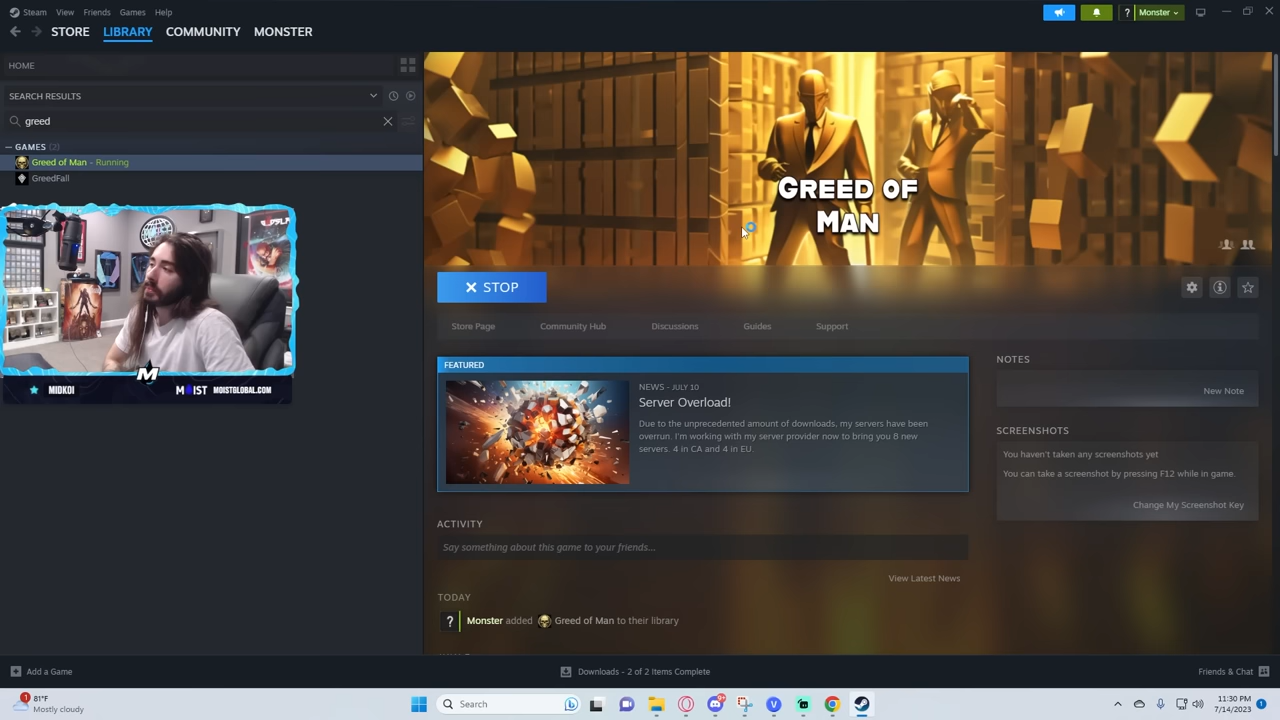 Steam View Friends Games Help
? Monster
STORE LIBRARY COMMUNITY MONSTER
HOME
SEARCH RESULTS
greed
GAMES (2)
Greed of Man - Running
GreedFall
GREED OF
MAN
STOP
Store Page Community Hub Discussions Guides Support
FEATURED
NEWS - JULY 10
Server Overload!
Due to the unprecedented amount of downloads, my servers have been
overrun. I'm working with my server provider now to bring you 8 new
servers. 4 in CA and 4 in EU.
NOTES
New Note
SCREENSHOTS
You haven't taken any screenshots yet
You can take a screenshot by pressing F12 while in game.
Change My Screenshot Key
M
MIDKOI MOIST MOISTGLOBAL.COM
ACTIVITY
Say something about this game to your friends...
View Latest News
TODAY
? Monster added Greed of Man to their library
Add a Game Downloads - 2 of 2 Items Complete Friends & Chat
1 81°F
Mostly cloudy
Search
9+
V
11:30 PM
7/14/2023
1